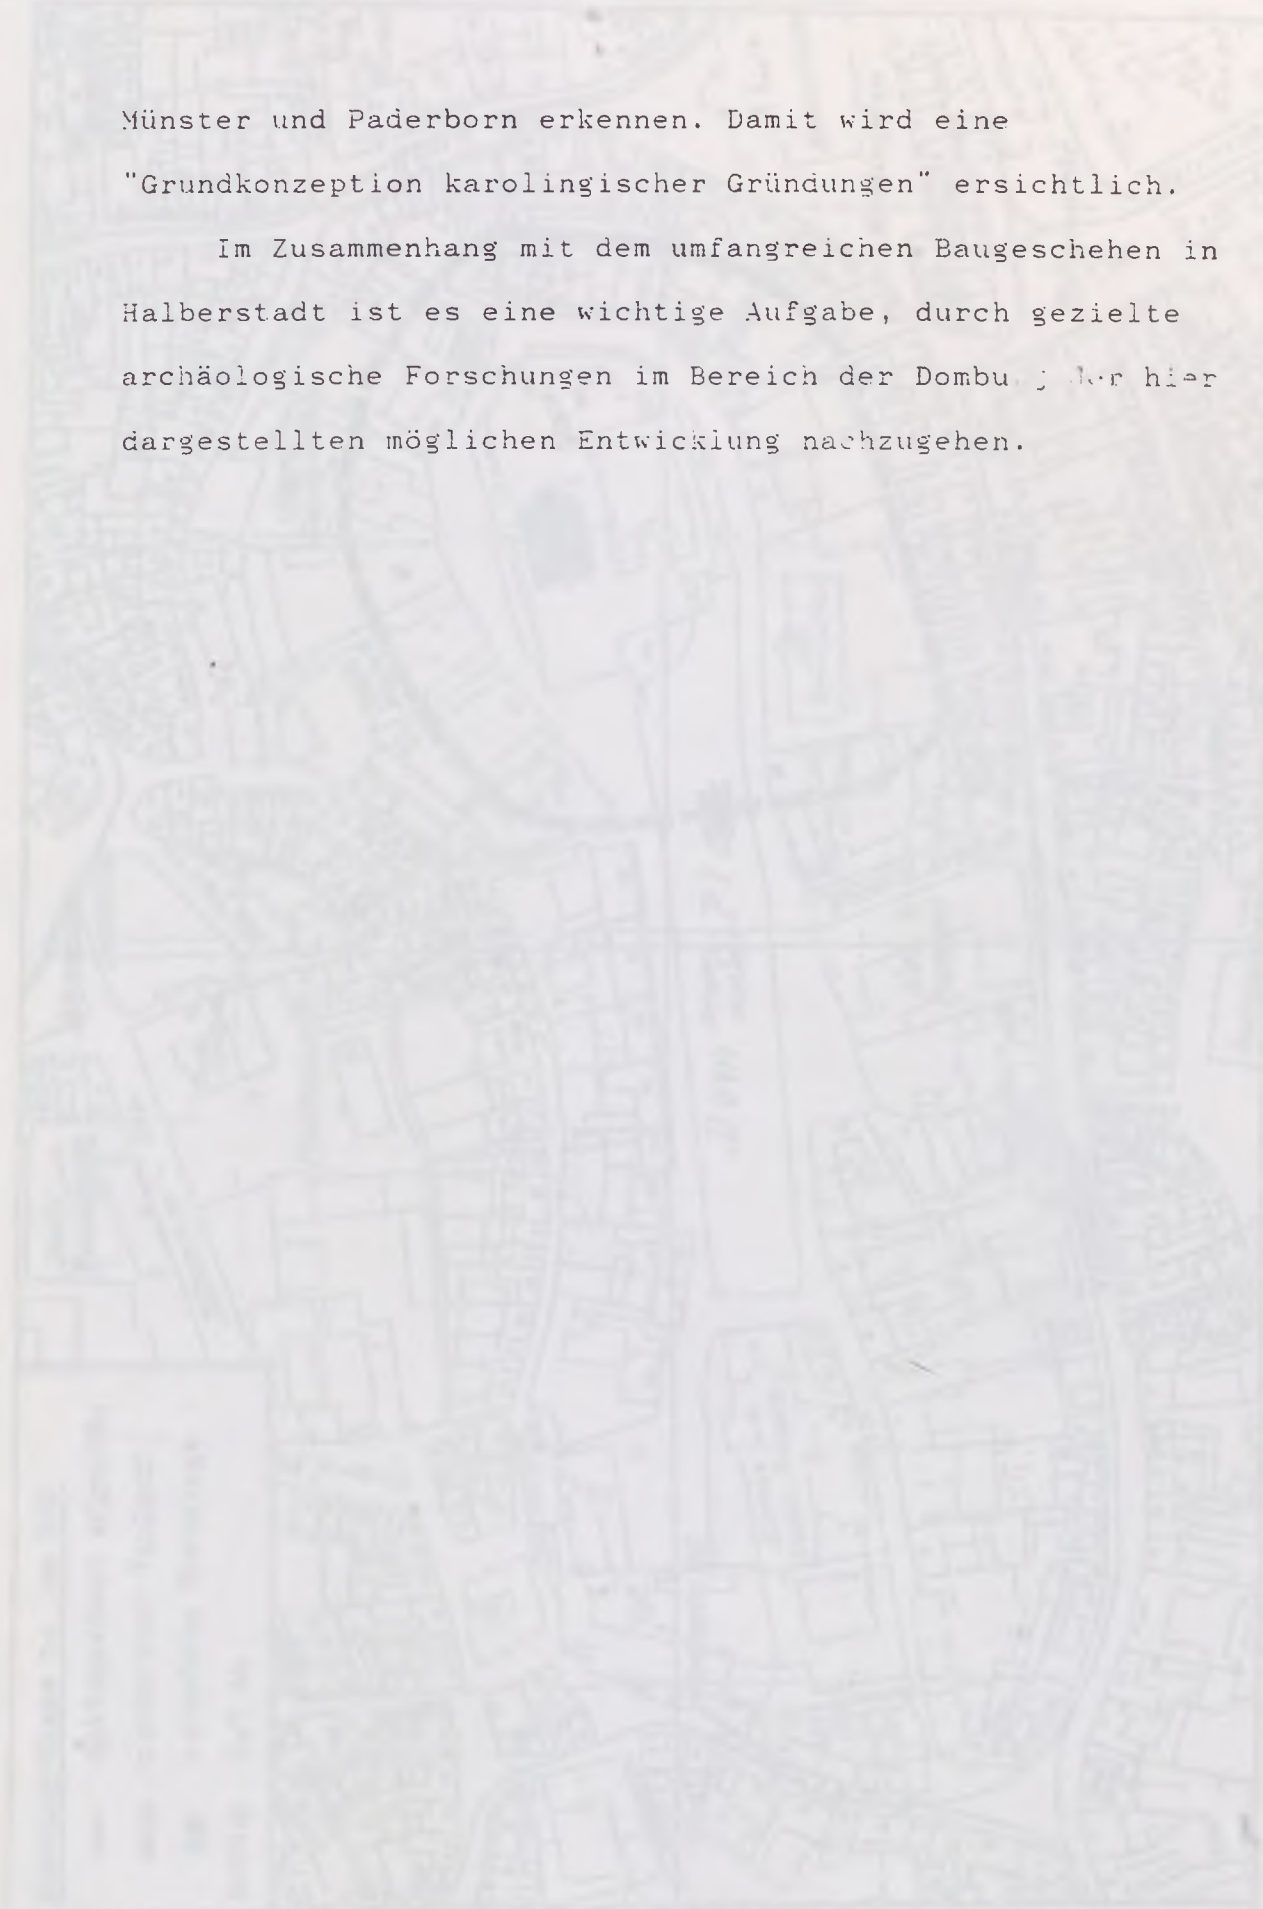 Münster und Paderborn erkennen. Damit wird eine
"Grundkonzeption karolingischer Gründungen" ersichtlich.
Im Zusammenhang mit dem umfangreichen Baugeschehen in
Halberstadt ist es eine wichtige Aufgabe, durch gezielte
archäologische Forschungen im Bereich der hier
dargestellten möglichen Entwicklung nachzugehen.